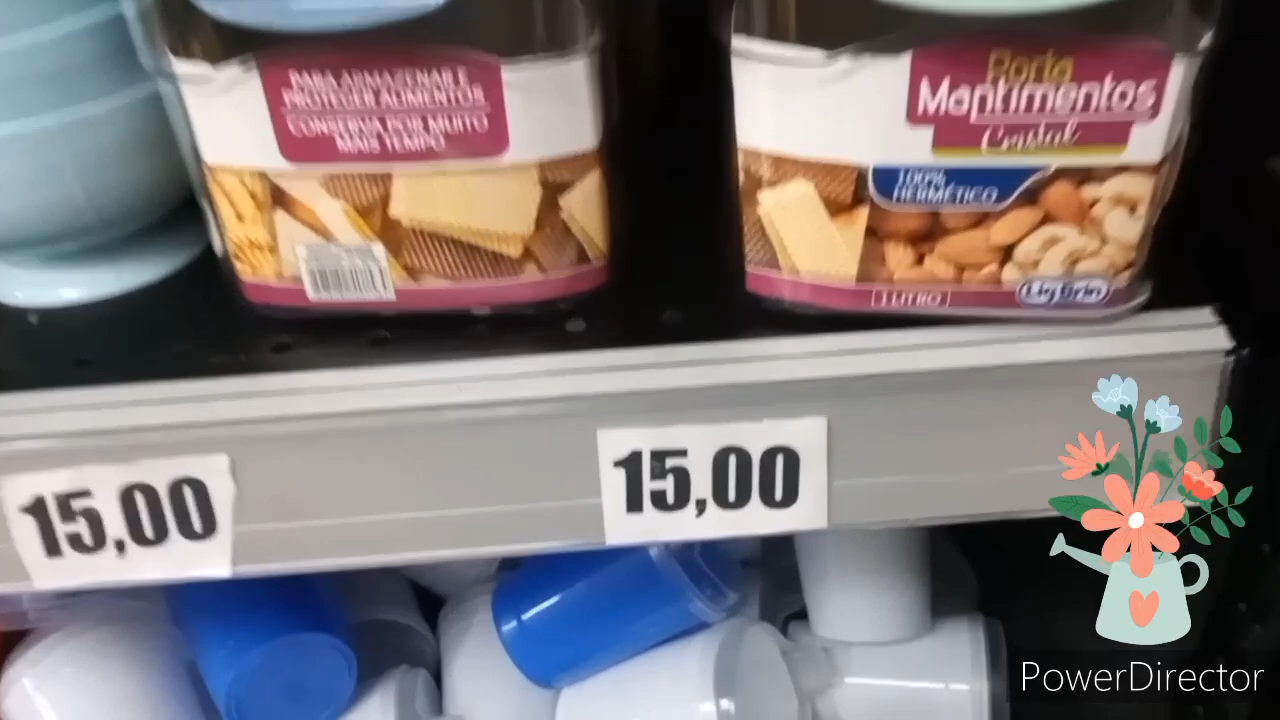 PARA ARMAZENAR E
PROTEGER ALIMENTOS
CONSERVA POR MUITO
MAIS TEMPO
Porta
Mantimentos
Cristal
100%
HERMÉTICO
1 LITRO
15,00
15,00
PowerDirector